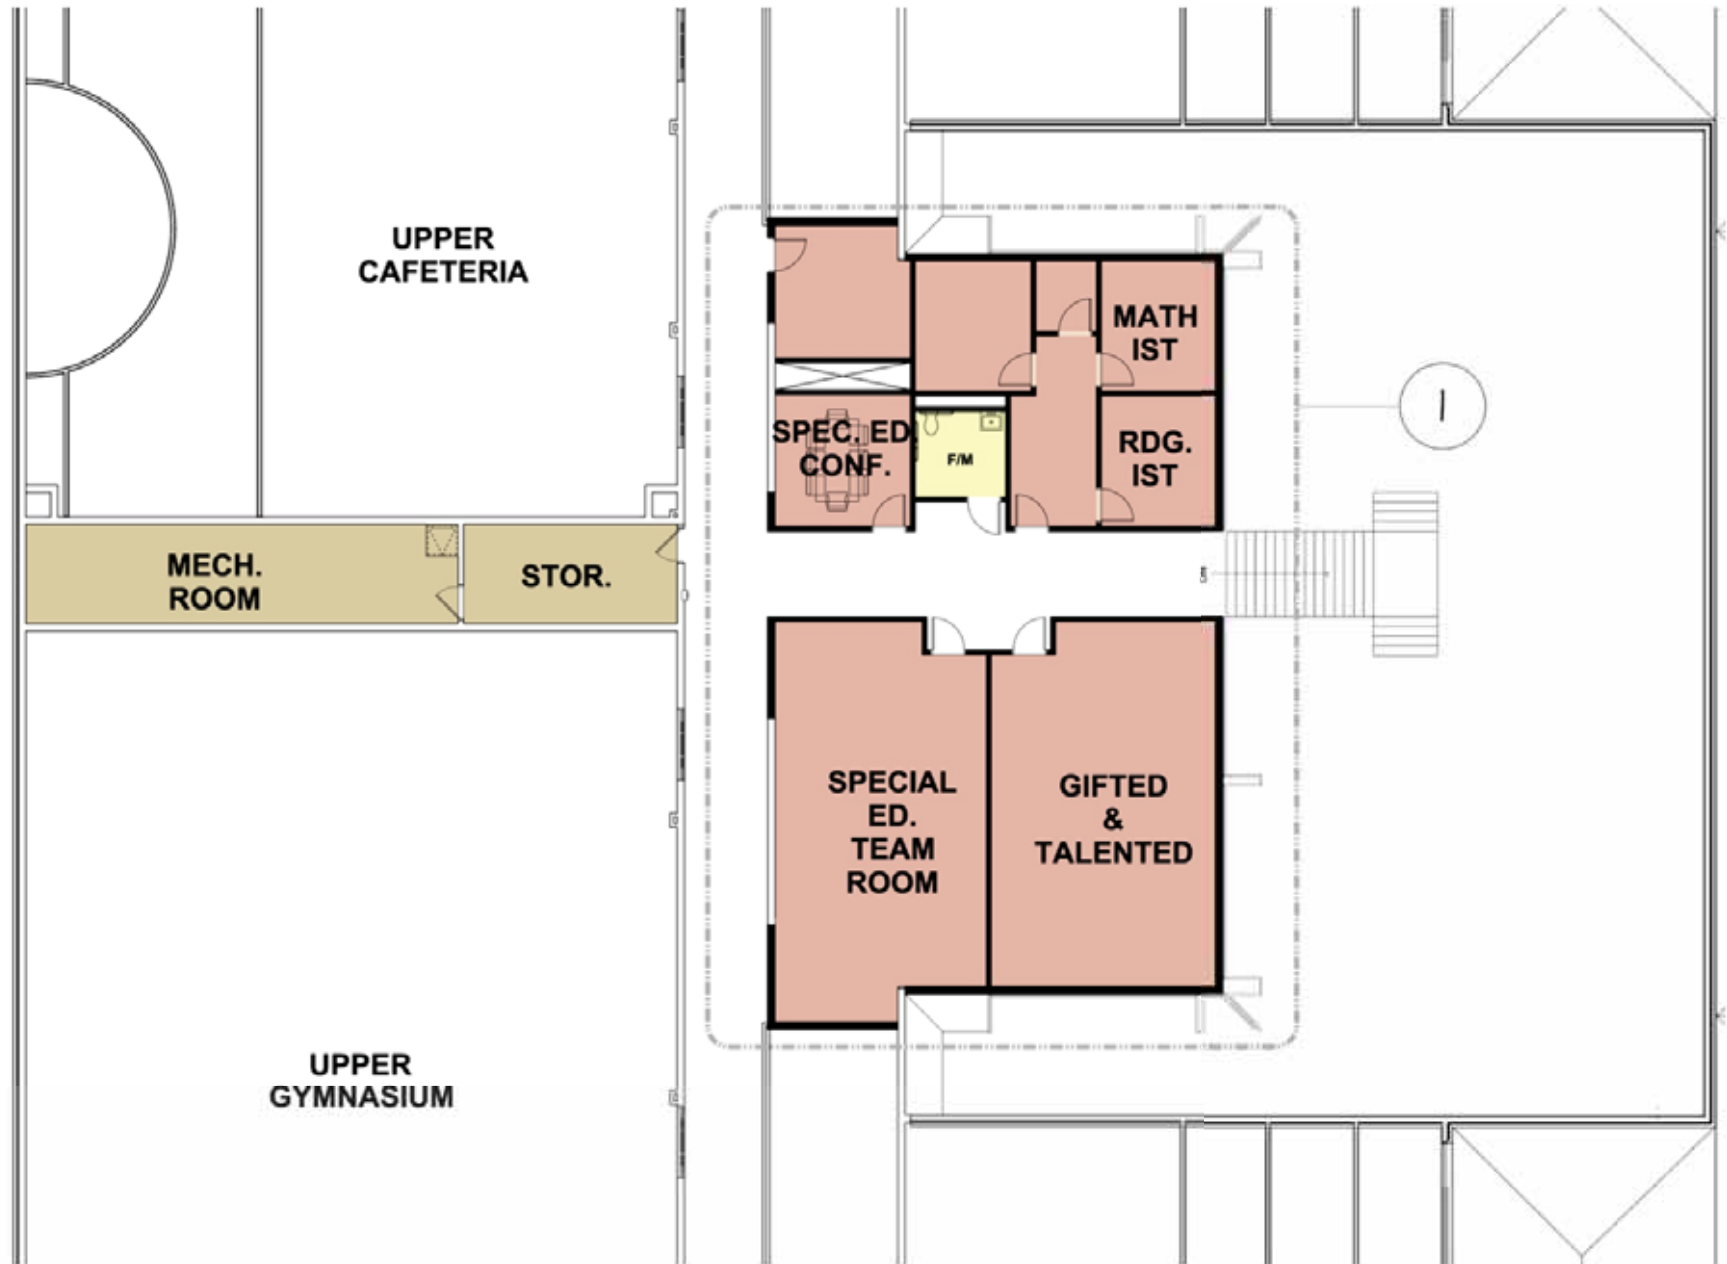 UPPER
CAFETERIA
MATH
IST
SPEC. ED.
CONF.
F/M
RDG.
IST
1
MECH.
ROOM
STOR.
SPECIAL
ED.
TEAM
ROOM
GIFTED
&
TALENTED
UPPER
GYMNASIUM